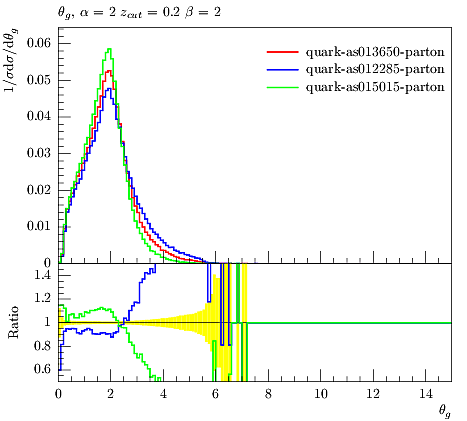 θg, α = 2 zcut = 0.2 β = 2
1/σdσ/dθg
0.06
0.05
0.04
0.03
0.02
0.01
0
quark-as013650-parton
quark-as012285-parton
quark-as015015-parton
Ratio
1.4
1.2
1
0.8
0.6
0 2 4 6 8 10 12 14
θg